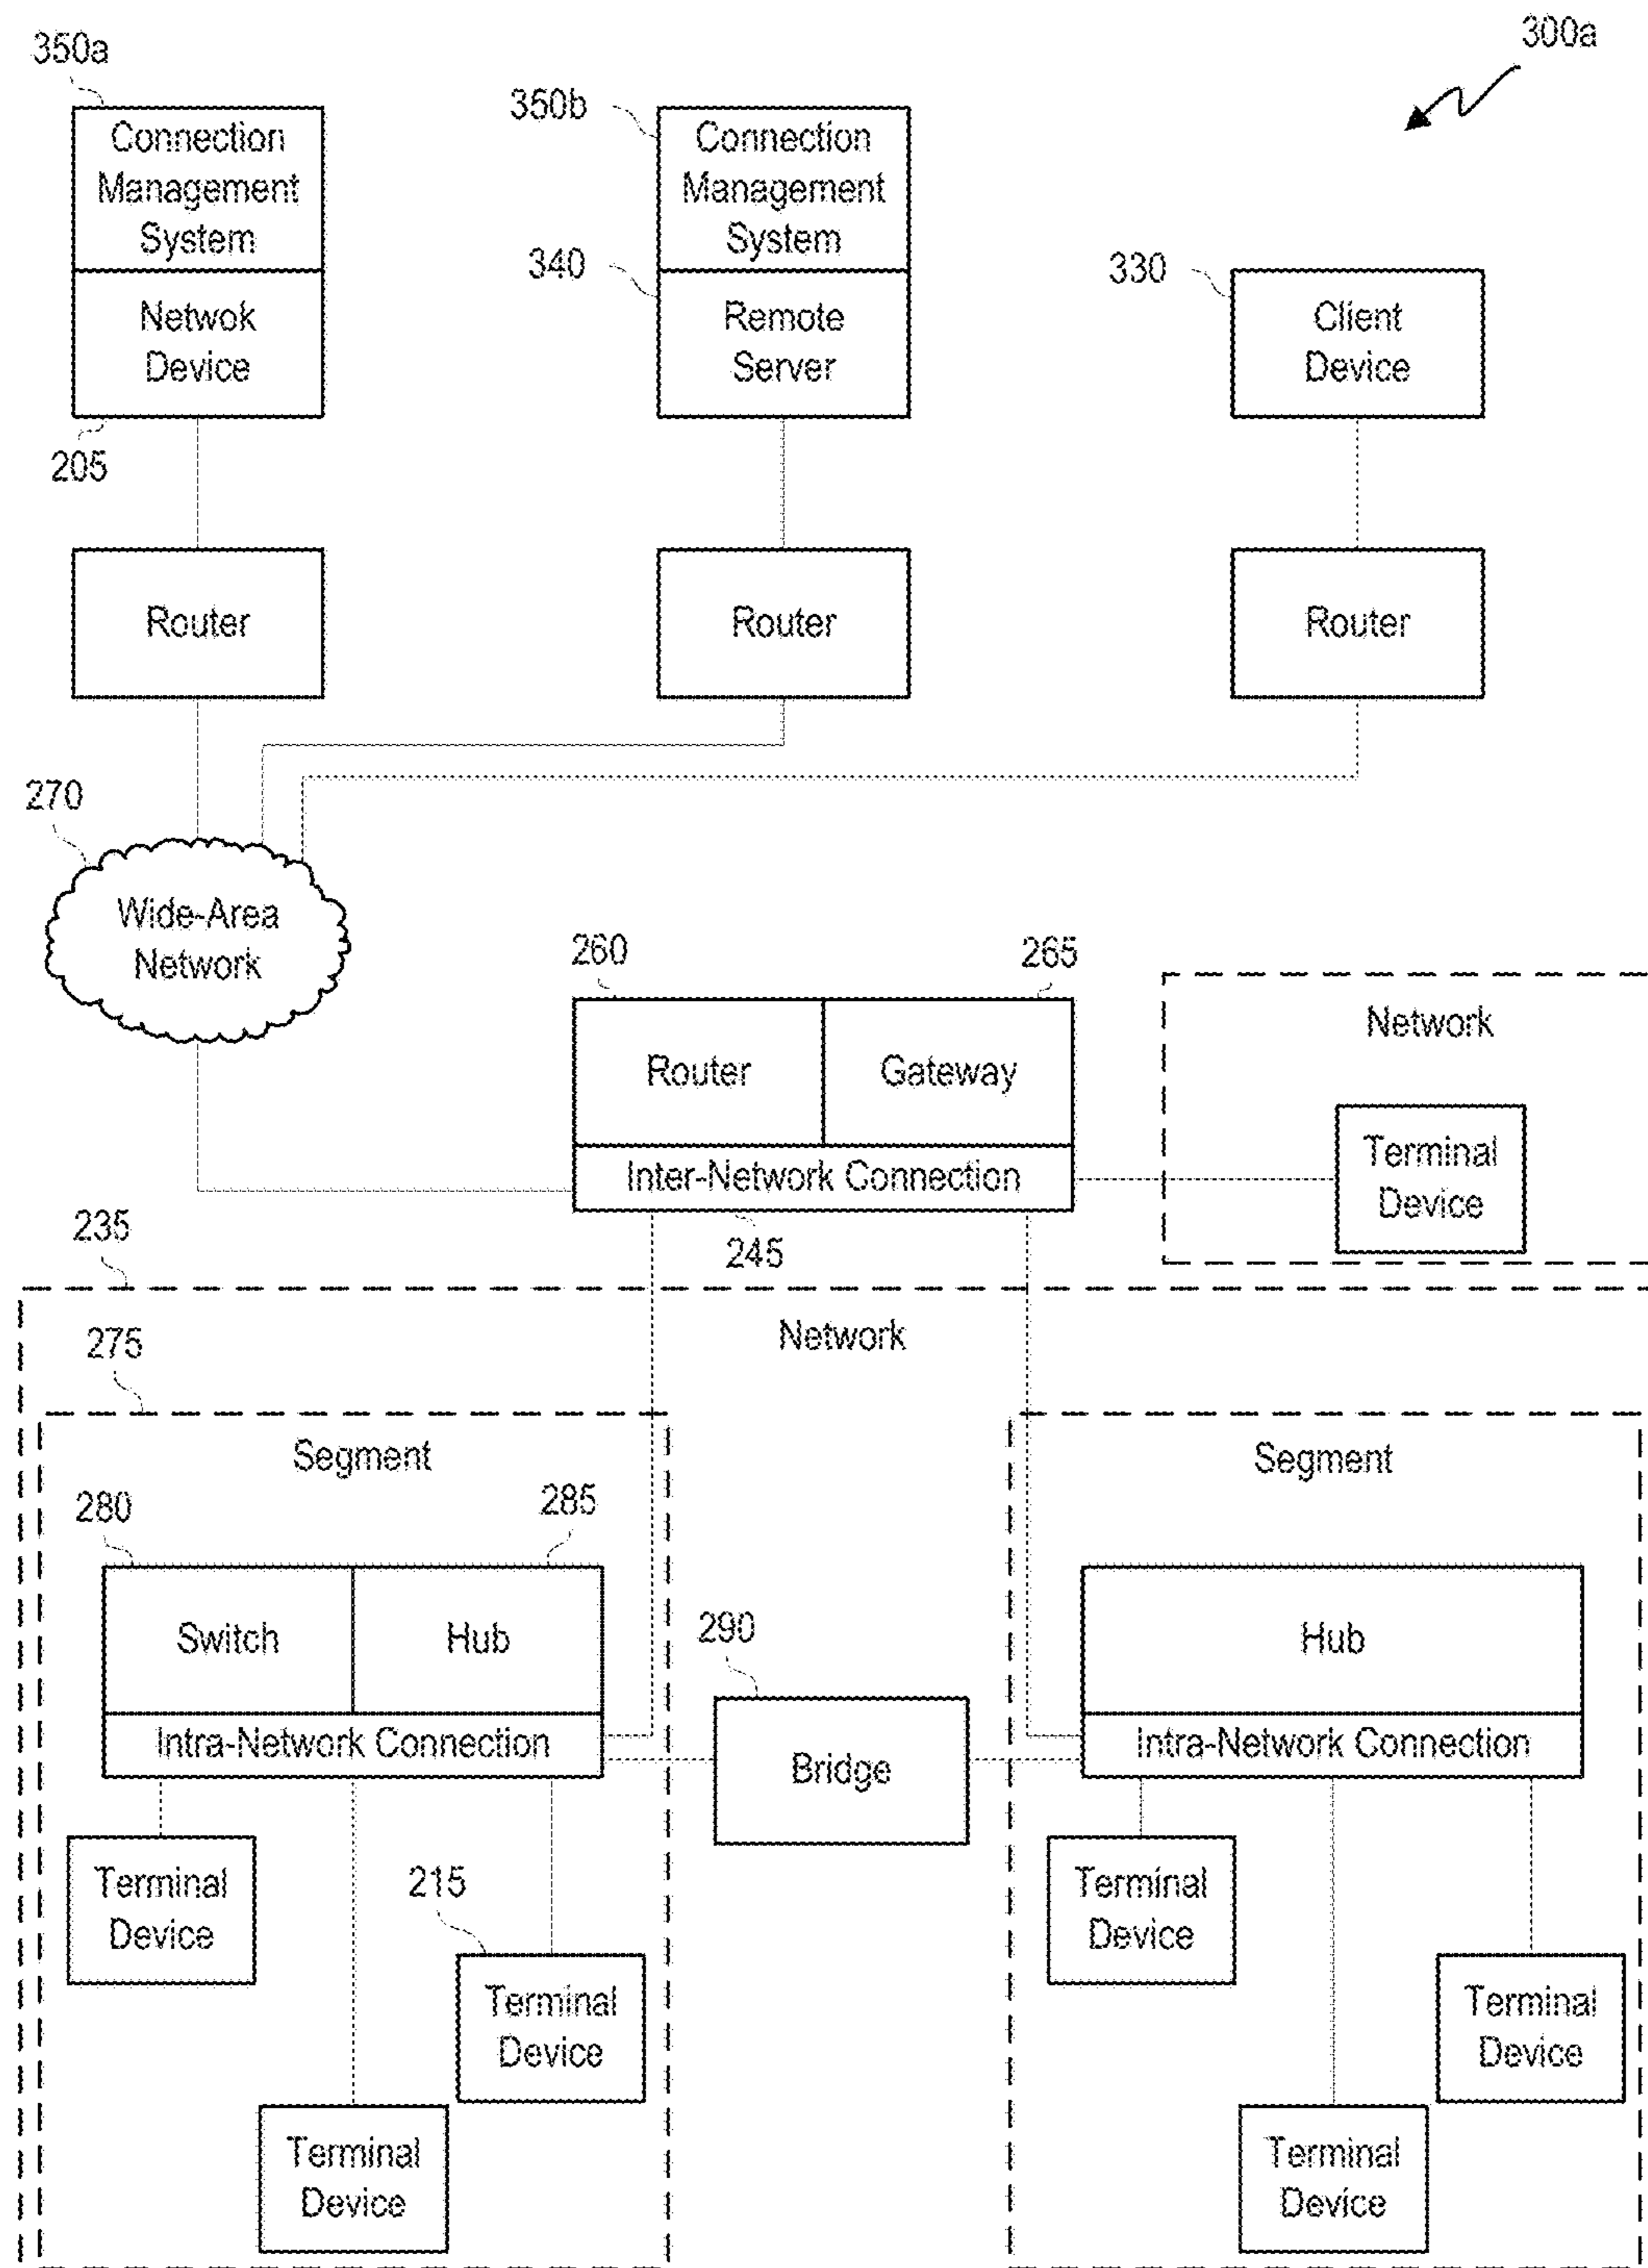 300a
350a
Connection
Management
System
Netwok
Device
205
350b
Connection
Management
System
340
Remote
Server
330
Client
Device
Router
Router
Router
270
Wide-Area
Network
260
265
Router
Gateway
Inter-Network Connection
245
Network
Terminal
Device
235
Network
275
Segment
280
285
Switch
Hub
Intra-Network Connection
290
Bridge
Segment
Hub
Intra-Network Connection
Terminal
Device
215
Terminal
Device
Terminal
Device
Terminal
Device
Terminal
Device
Terminal
Device